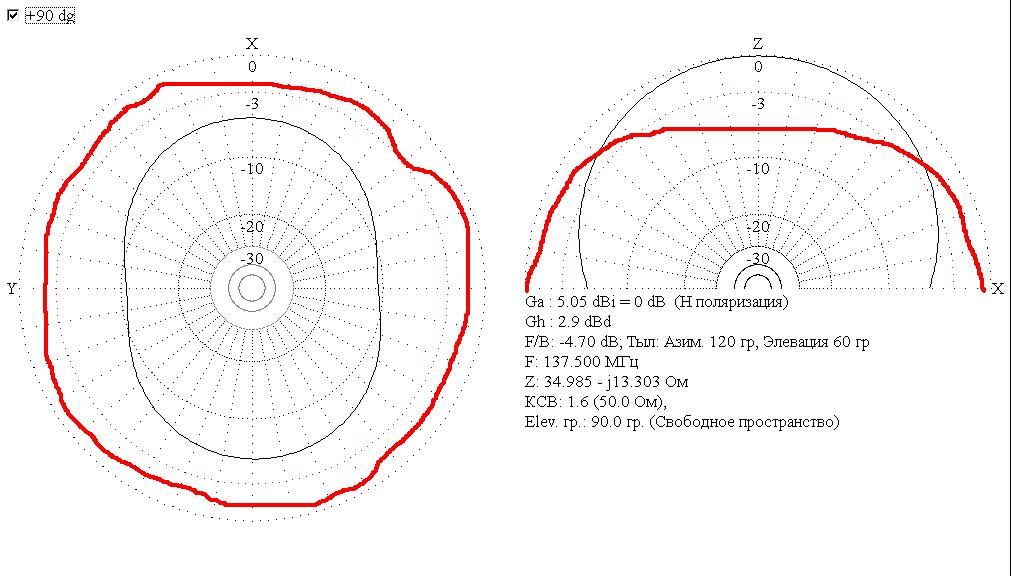 +90 dg
X
0
-3
-10
-20
-30
Y
Z
0
-3
-10
-20
-30
X
Ga : 5.05 dBi = 0 dB (Н поляризация)
Gh : 2.9 dBd
F/B: -4.70 dB; Тыл: Азим. 120 гр, Элевация 60 гр
F: 137.500 МГц
Z: 34.985 - j13.303 Ом
КСВ: 1.6 (50.0 Ом),
Elev. гр.: 90.0 гр. (Свободное пространство)